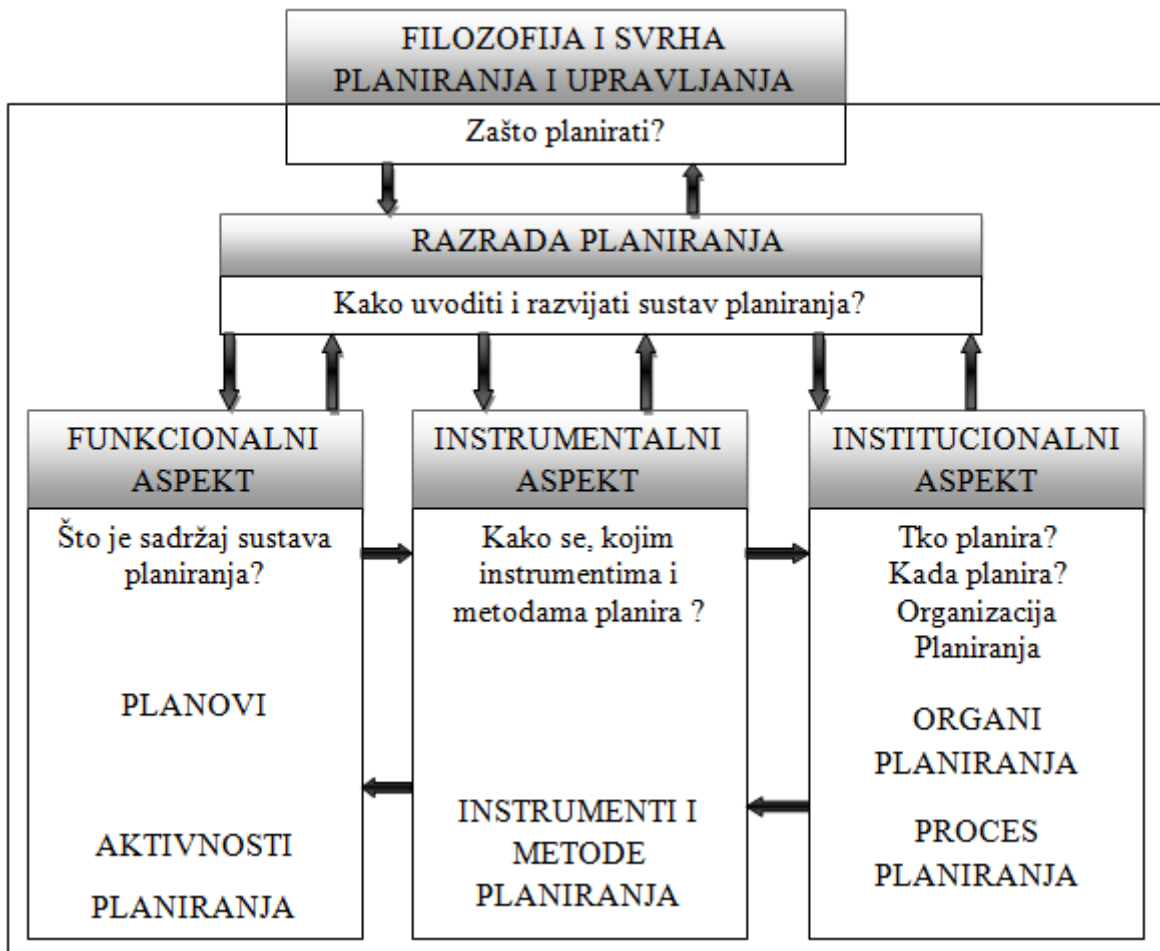 FILOZOFIJA I SVRHA
PLANIRANJA I UPRAVLJANJA
Zašto planirati?
RAZRADA PLANIRANJA
Kako uvoditi i razvijati sustav planiranja?
FUNKCIONALNI
ASPEKT
Što je sadržaj sustava
planiranja?
PLANOVI
AKTIVNOSTI
PLANIRANJA
INSTRUMENTALNI
ASPEKT
Kako se, kojim
instrumentima i
metodama planira ?
INSTRUMENTI I
METODE
PLANIRANJA
INSTITUCIONALNI
ASPEKT
Tko planira?
Kada planira?
Organizacija
Planiranja
ORGANI
PLANIRANJA
PROCES
PLANIRANJA